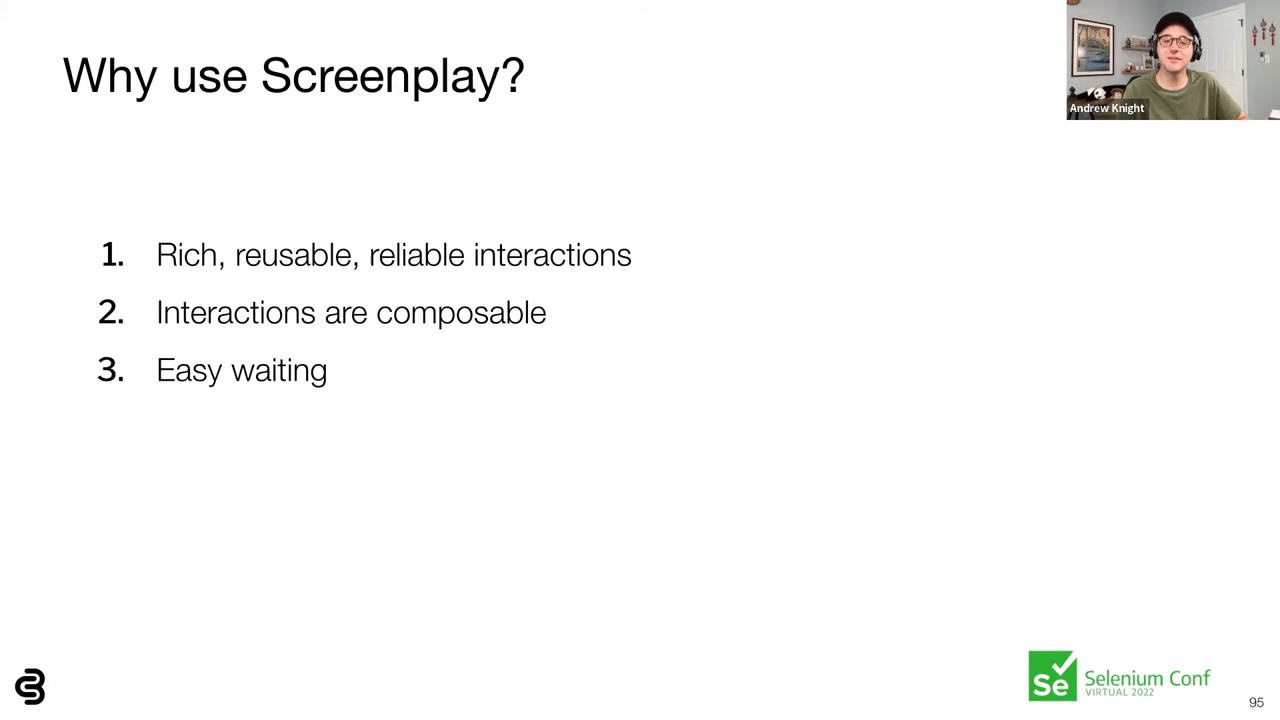 Why use Screenplay?
Andrew Knight
1. Rich, reusable, reliable interactions
2. Interactions are composable
3. Easy waiting
Se
Selenium Conf
VIRTUAL 2022
95